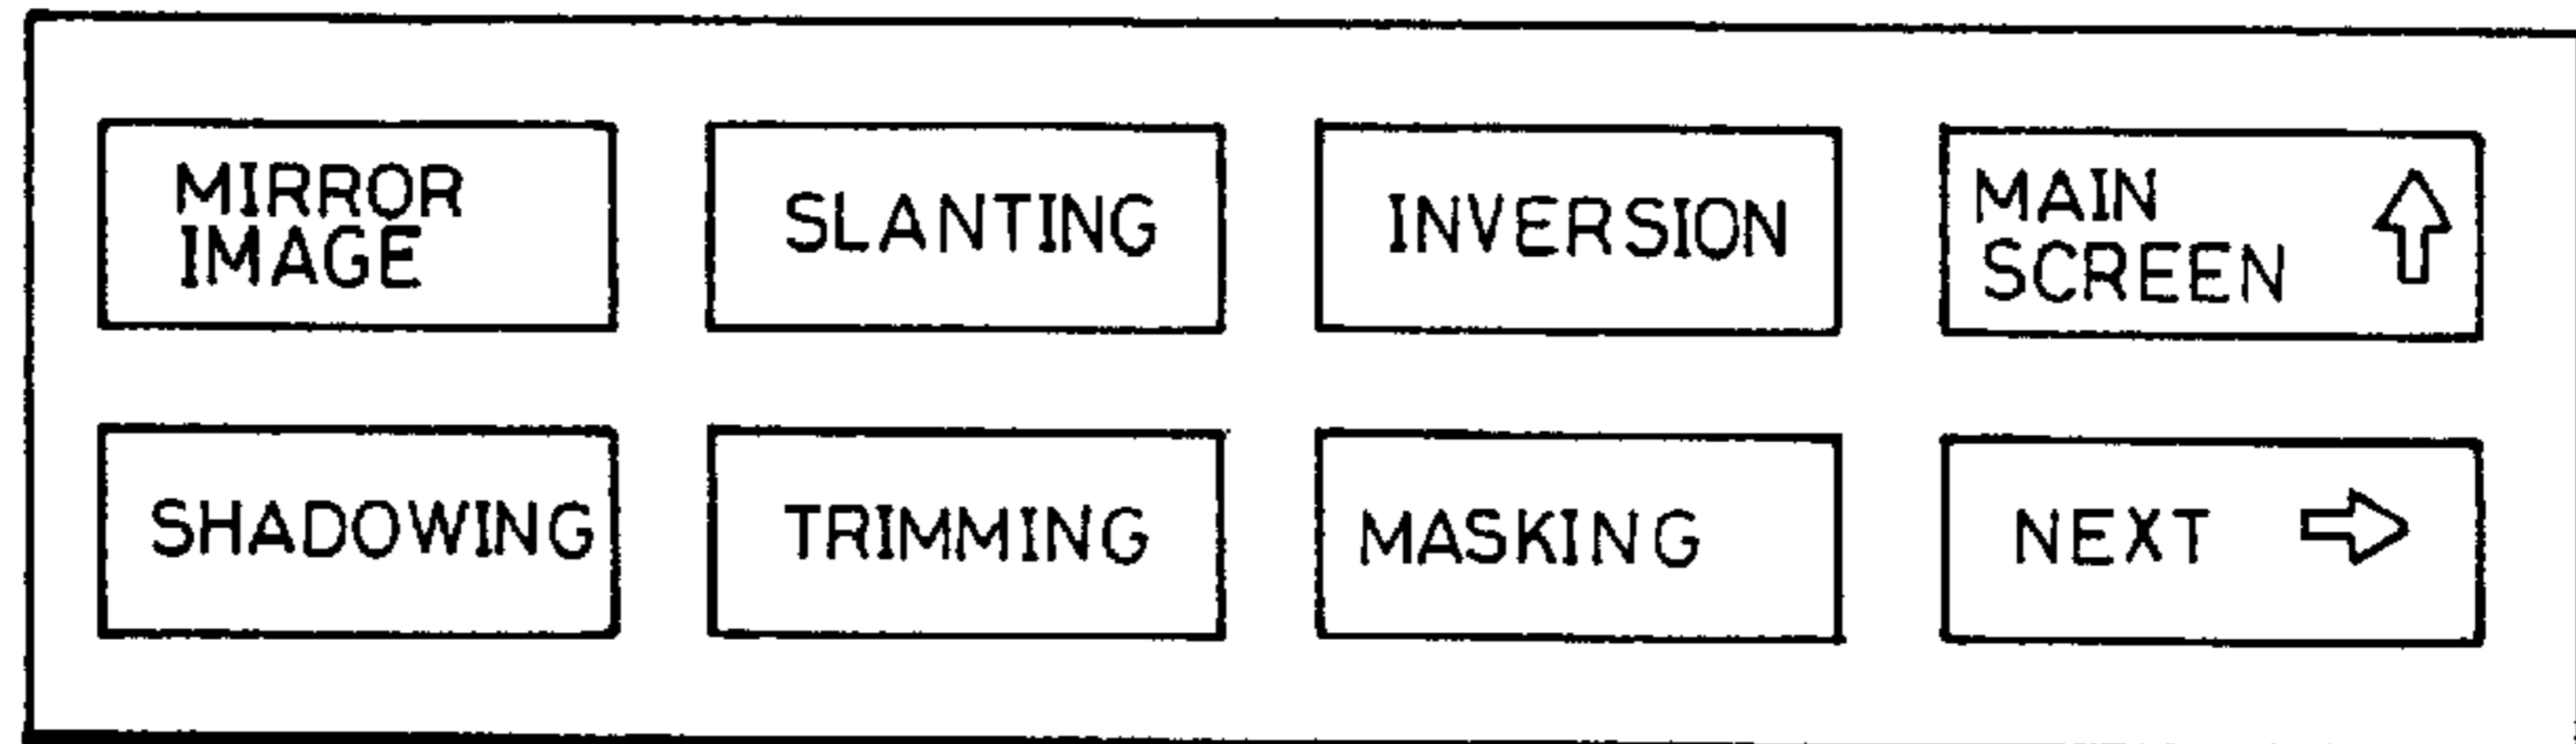 MIRROR
IMAGE
SLANTING
INVERSION
MAIN
SCREEN
SHADOWING
TRIMMING
MASKING
NEXT